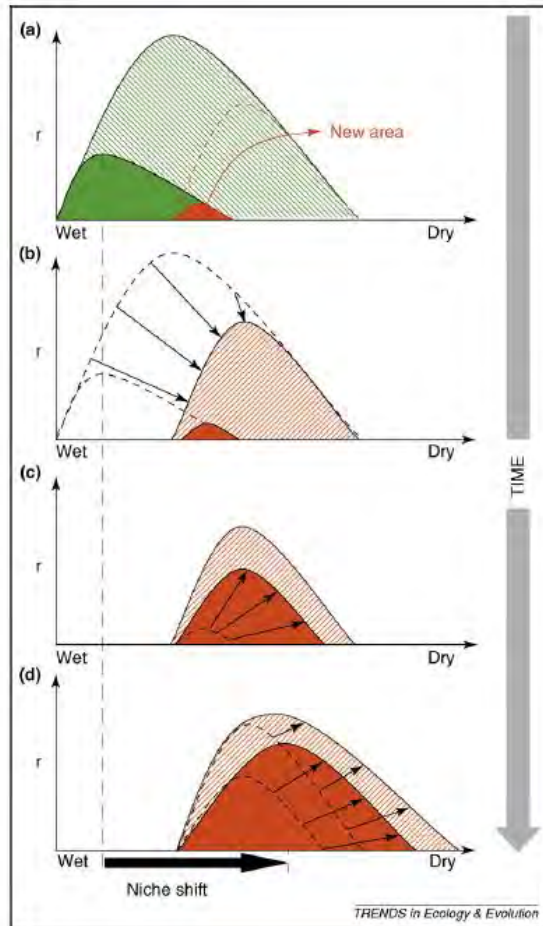 (a)
r
New area
Wet
Dry
(b)
r
Wet
Dry
(c)
r
Wet
Dry
(d)
r
Wet
Dry
Niche shift
TIME
TRENDS in Ecology & Evolution